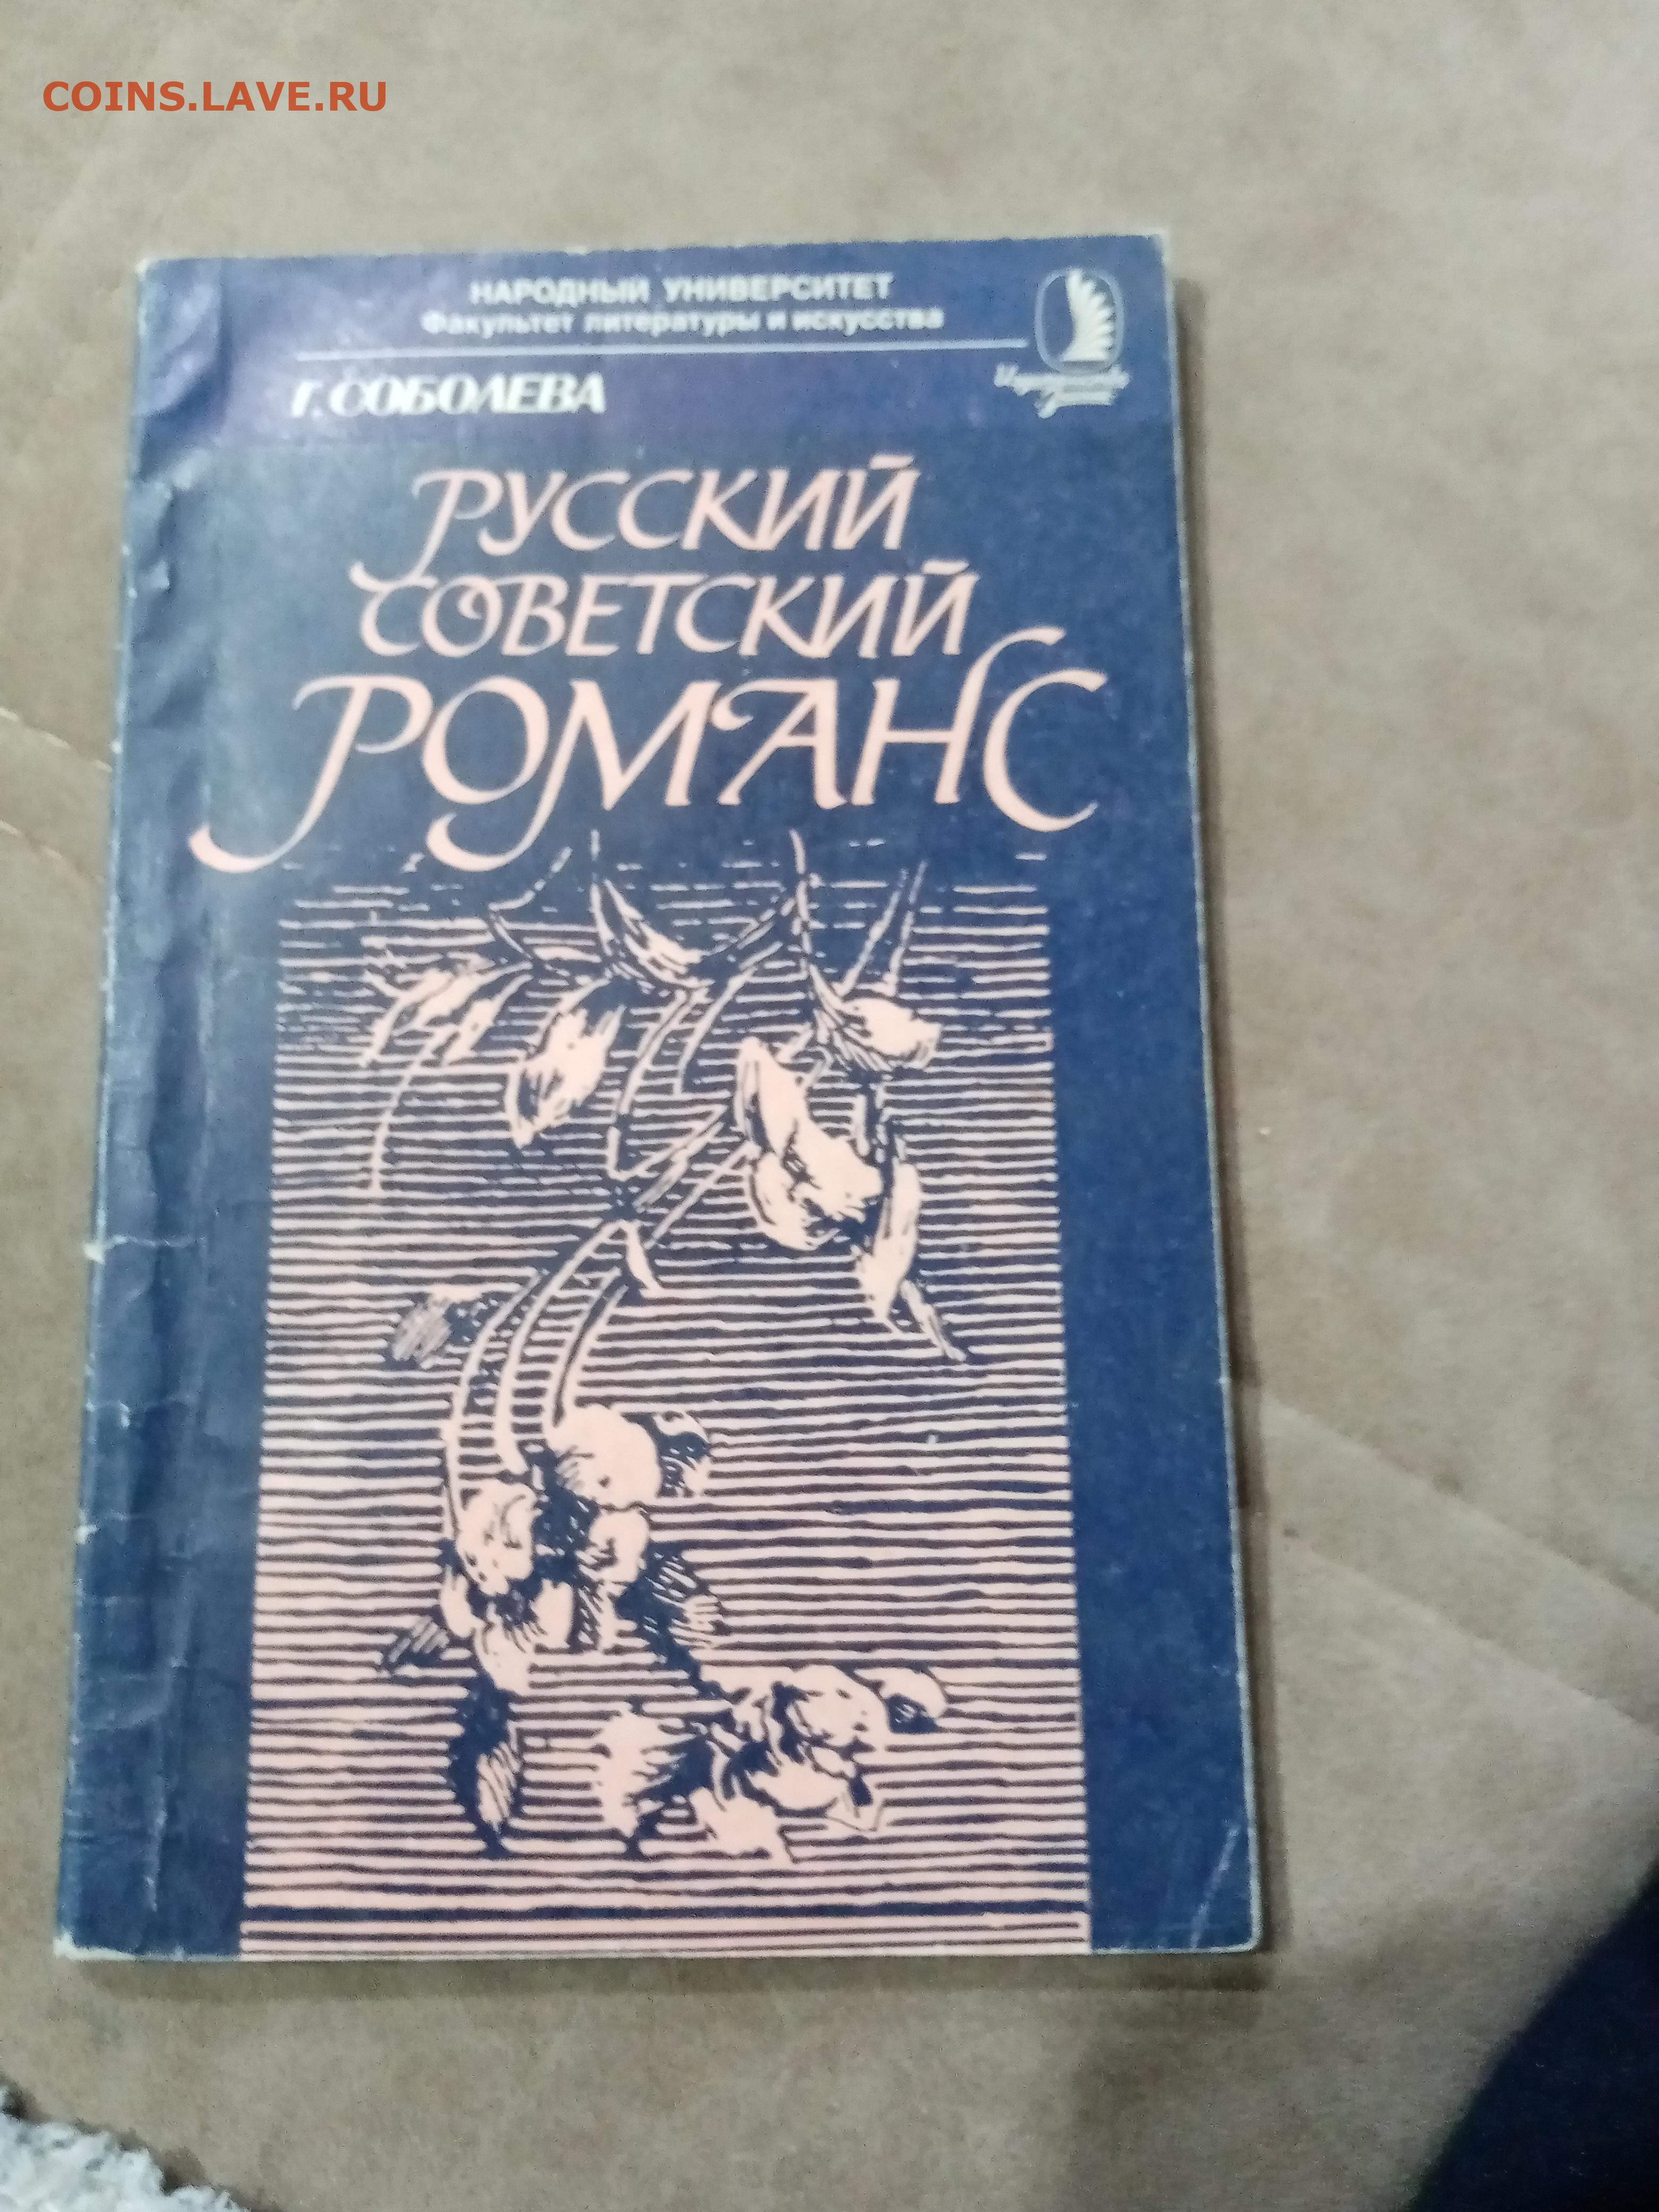 COINS.LAVE.RU
НАРОДНЫЙ УНИВЕРСИТЕТ
Факультет литературы и искусства
Г. СОБОЛЕВА
РУССКИЙ
СОВЕТСКИЙ
РОМАНС